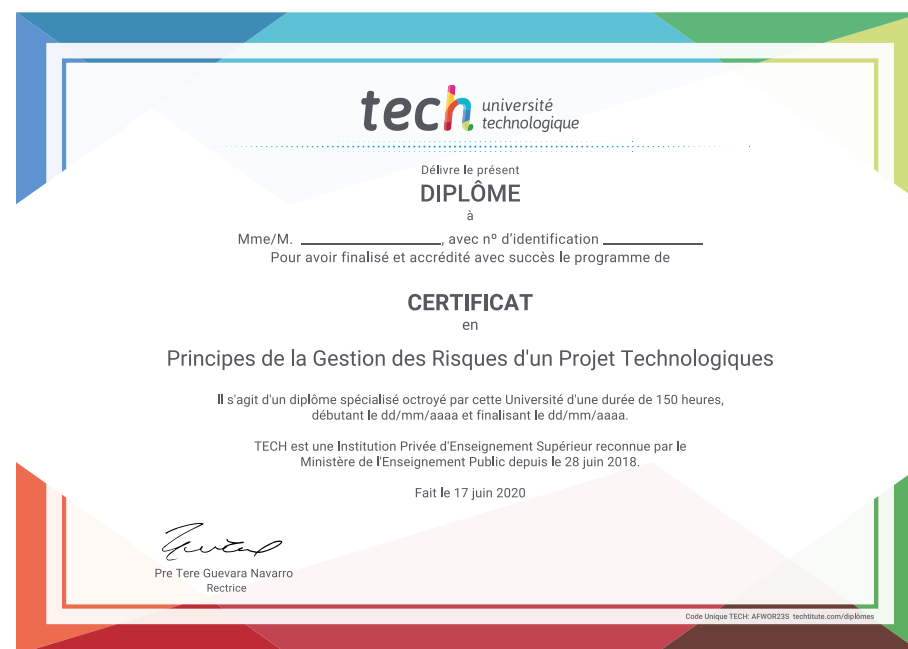 tech université
technologique
Délivre le présent
DIPLÔME
à
Mme/M. ____________________, avec nº d'identification ______________
Pour avoir finalisé et accrédité avec succès le programme de
CERTIFICAT
en
Principes de la Gestion des Risques d'un Projet Technologiques
Il s'agit d'un diplôme spécialisé octroyé par cette Université d'une durée de 150 heures,
débutant le dd/mm/aaaa et finalisant le dd/mm/aaaa.
TECH est une Institution Privée d'Enseignement Supérieur reconnue par le
Ministère de l'Enseignement Public depuis le 28 juin 2018.
Fait le 17 juin 2020
Pre Tere Guevara Navarro
Rectrice
Code Unique TECH: AFWOR23S techtitute.com/diplômes